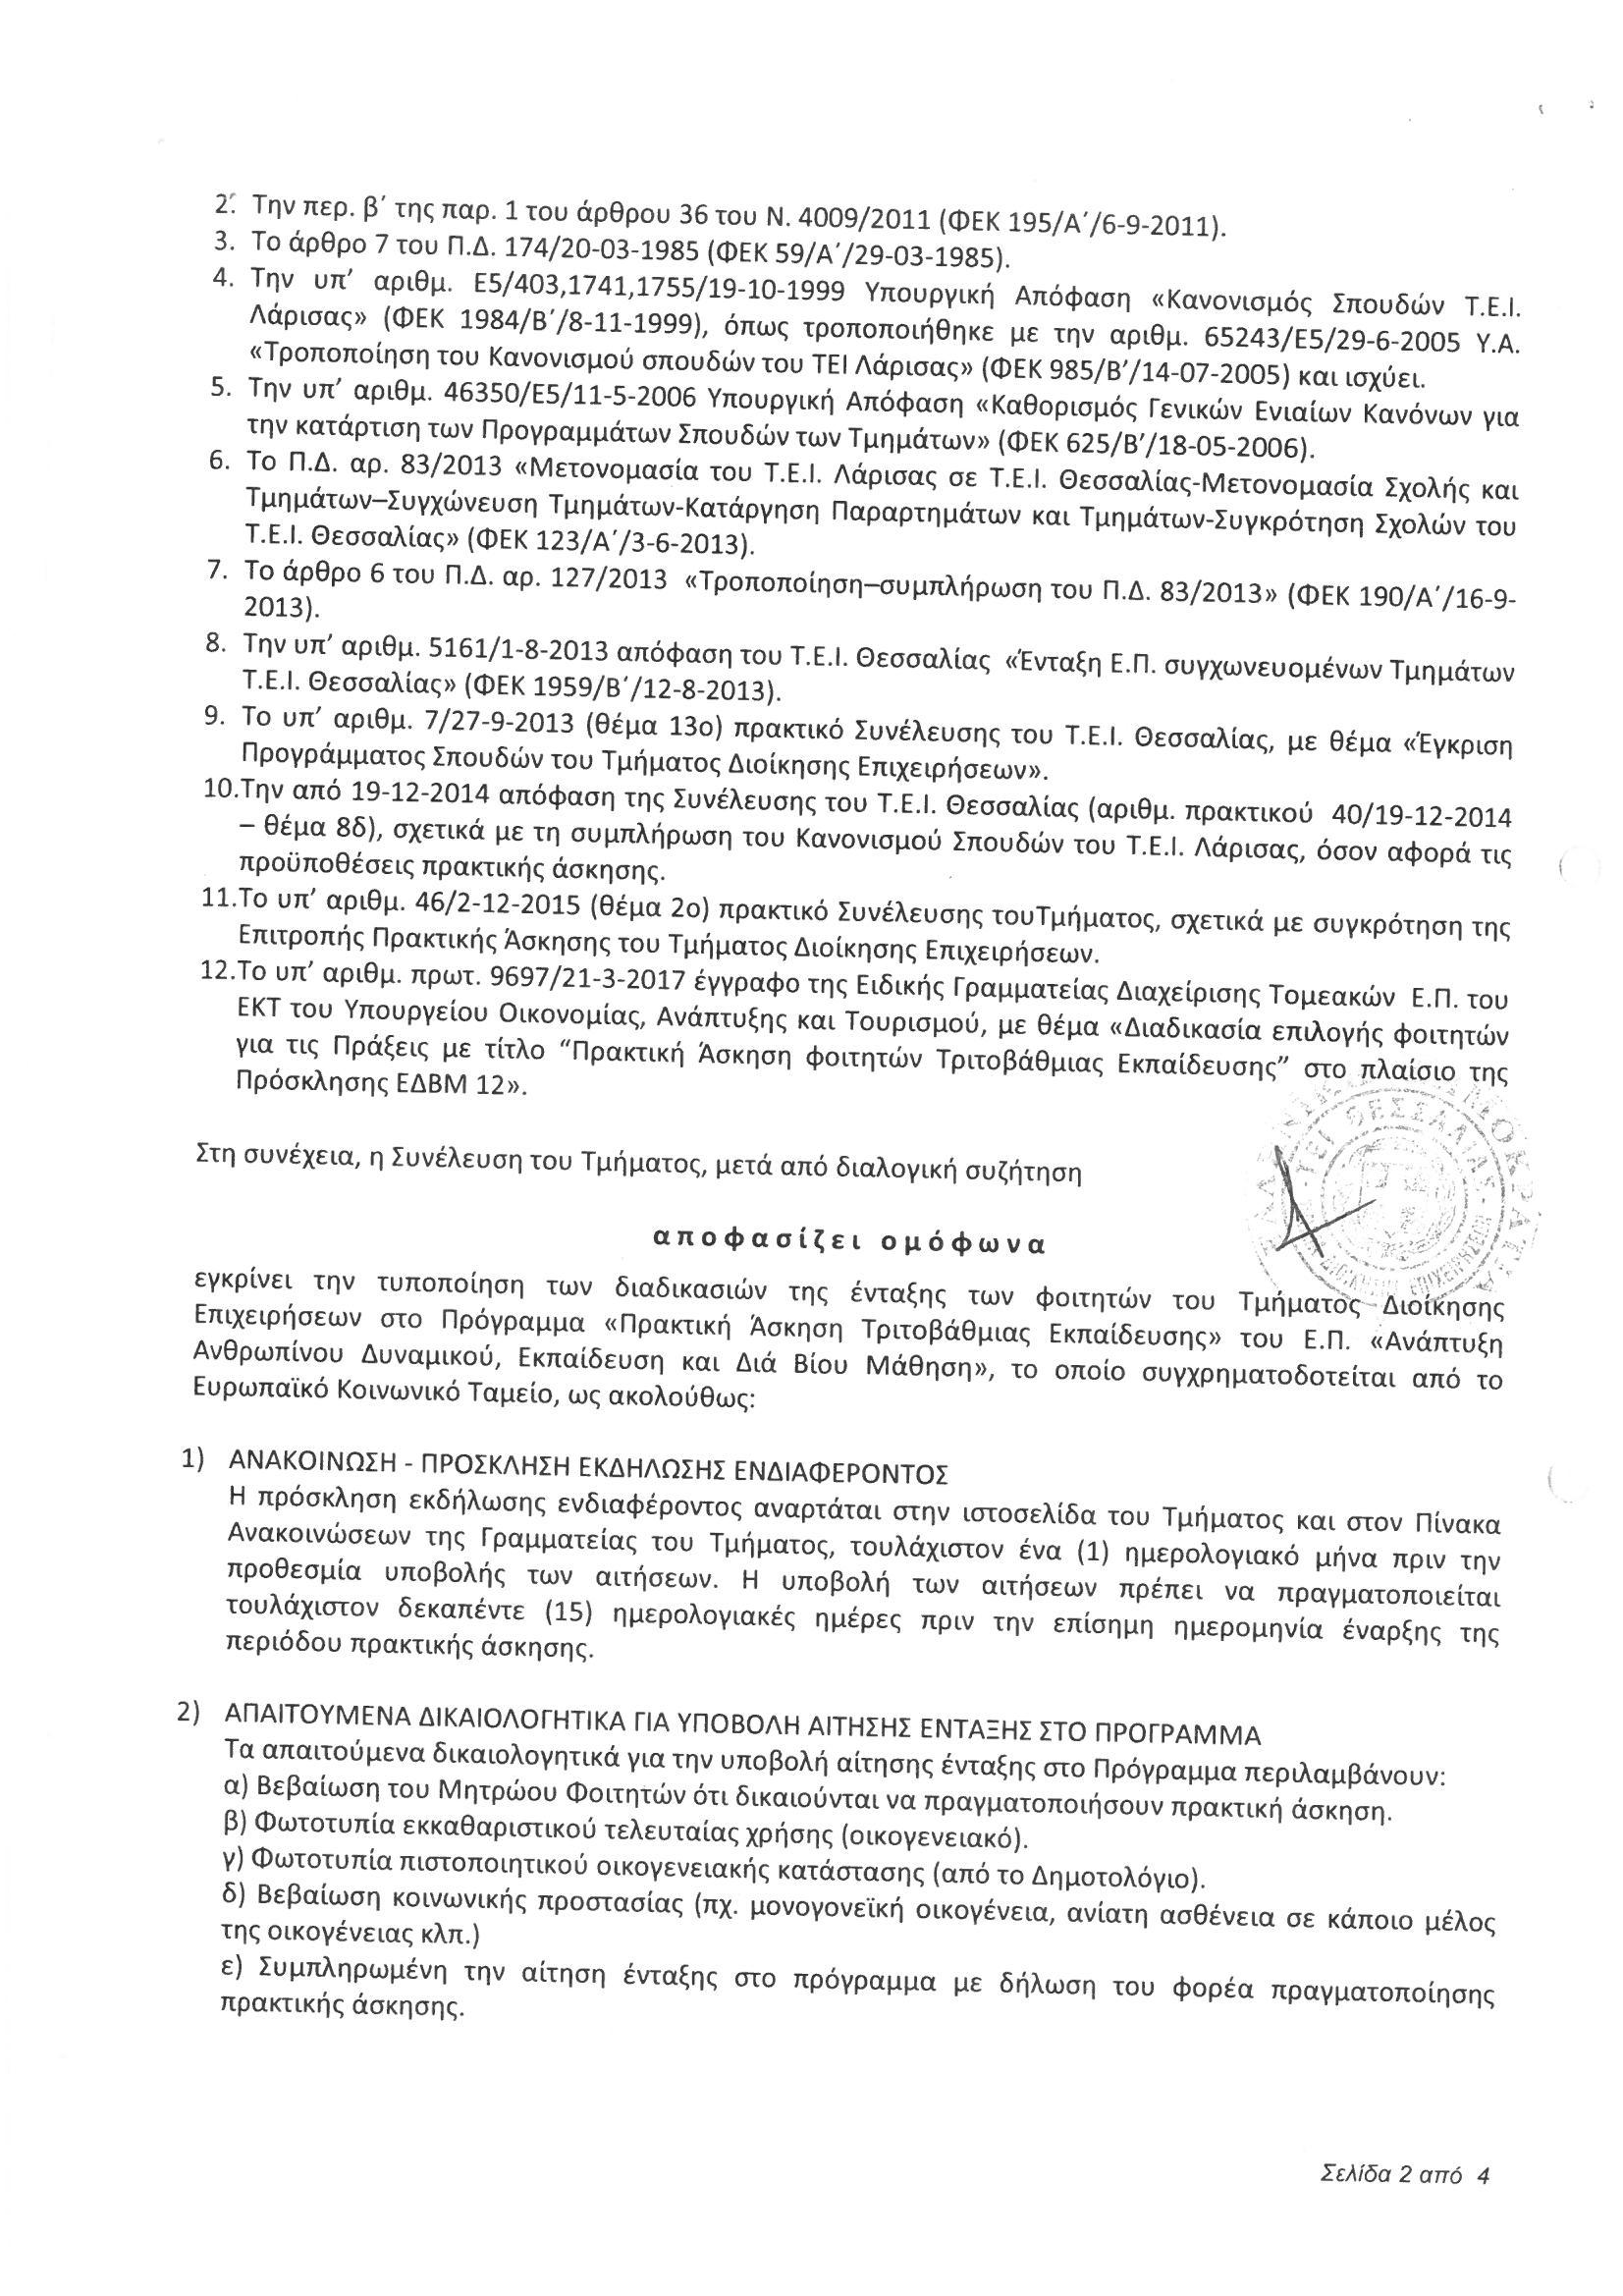 2. Την περ. β΄ της παρ. 1 του άρθρου 36 του Ν. 4009/2011 (ΦΕΚ 195/Α΄/6-9-2011).
3. Το άρθρο 7 του Π.Δ. 174/20-03-1985 (ΦΕΚ 59/Α΄/29-03-1985).
4. Την υπ’ αριθμ. Ε5/403,1741,1755/19-10-1999 Υπουργική Απόφαση «Κανονισμός Σπουδών Τ.Ε.Ι.
Λάρισας» (ΦΕΚ 1984/Β΄/8-11-1999), όπως τροποποιήθηκε με την αριθμ. 65243/Ε5/29-6-2005 Υ.Α.
«Τροποποίηση του Κανονισμού σπουδών του ΤΕΙ Λάρισας» (ΦΕΚ 985/Β’/14-07-2005) και ισχύει.
5. Την υπ’ αριθμ. 46350/Ε5/11-5-2006 Υπουργική Απόφαση «Καθορισμός Γενικών Ενιαίων Κανόνων για
την κατάρτιση των Προγραμμάτων Σπουδών των Τμημάτων» (ΦΕΚ 625/Β’/18-05-2006).
6. Το Π.Δ. αρ. 83/2013 «Μετονομασία του Τ.Ε.Ι. Λάρισας σε Τ.Ε.Ι. Θεσσαλίας-Μετονομασία Σχολής και
Τμημάτων–Συγχώνευση Τμημάτων-Κατάργηση Παραρτημάτων και Τμημάτων-Συγκρότηση Σχολών του
Τ.Ε.Ι. Θεσσαλίας» (ΦΕΚ 123/Α΄/3-6-2013).
7. Το άρθρο 6 του Π.Δ. αρ. 127/2013 «Τροποποίηση–συμπλήρωση του Π.Δ. 83/2013» (ΦΕΚ 190/Α΄/16-9-
2013).
8. Την υπ’ αριθμ. 5161/1-8-2013 απόφαση του Τ.Ε.Ι. Θεσσαλίας «Ένταξη Ε.Π. συγχωνευομένων Τμημάτων
Τ.Ε.Ι. Θεσσαλίας» (ΦΕΚ 1959/Β΄/12-8-2013).
9. Το υπ’ αριθμ. 7/27-9-2013 (θέμα 13ο) πρακτικό Συνέλευσης του Τ.Ε.Ι. Θεσσαλίας, με θέμα «Έγκριση
Προγράμματος Σπουδών του Τμήματος Διοίκησης Επιχειρήσεων».
10.Την από 19-12-2014 απόφαση της Συνέλευσης του Τ.Ε.Ι. Θεσσαλίας (αριθμ. πρακτικού 40/19-12-2014
– θέμα 8δ), σχετικά με τη συμπλήρωση του Κανονισμού Σπουδών του Τ.Ε.Ι. Λάρισας, όσον αφορά τις
προϋποθέσεις πρακτικής άσκησης.
11.Το υπ’ αριθμ. 46/2-12-2015 (θέμα 2ο) πρακτικό Συνέλευσης τουΤμήματος, σχετικά με συγκρότηση της
Επιτροπής Πρακτικής Άσκησης του Τμήματος Διοίκησης Επιχειρήσεων.
12.Το υπ’ αριθμ. πρωτ. 9697/21-3-2017 έγγραφο της Ειδικής Γραμματείας Διαχείρισης Τομεακών Ε.Π. του
ΕΚΤ του Υπουργείου Οικονομίας, Ανάπτυξης και Τουρισμού, με θέμα «Διαδικασία επιλογής φοιτητών
για τις Πράξεις με τίτλο “Πρακτική Άσκηση φοιτητών Τριτοβάθμιας Εκπαίδευσης” στο πλαίσιο της
Πρόσκλησης ΕΔΒΜ 12».
ΤΕΙ ΘΕΣΣΑΛΙΑΣ
Στη συνέχεια, η Συνέλευση του Τμήματος, μετά από διαλογική συζήτηση
αποφασίζει ομόφωνα
εγκρίνει την τυποποίηση των διαδικασιών της ένταξης των φοιτητών του Τμήματος Διοίκησης
Επιχειρήσεων στο Πρόγραμμα «Πρακτική Άσκηση Τριτοβάθμιας Εκπαίδευσης» του Ε.Π. «Ανάπτυξη
Ανθρωπίνου Δυναμικού, Εκπαίδευση και Διά Βίου Μάθηση», το οποίο συγχρηματοδοτείται από το
Ευρωπαϊκό Κοινωνικό Ταμείο, ως ακολούθως:
1) ΑΝΑΚΟΙΝΩΣΗ - ΠΡΟΣΚΛΗΣΗ ΕΚΔΗΛΩΣΗΣ ΕΝΔΙΑΦΕΡΟΝΤΟΣ
Η πρόσκληση εκδήλωσης ενδιαφέροντος αναρτάται στην ιστοσελίδα του Τμήματος και στον Πίνακα
Ανακοινώσεων της Γραμματείας του Τμήματος, τουλάχιστον ένα (1) ημερολογιακό μήνα πριν την
προθεσμία υποβολής των αιτήσεων. Η υποβολή των αιτήσεων πρέπει να πραγματοποιείται
τουλάχιστον δεκαπέντε (15) ημερολογιακές ημέρες πριν την επίσημη ημερομηνία έναρξης της
περιόδου πρακτικής άσκησης.
2) ΑΠΑΙΤΟΥΜΕΝΑ ΔΙΚΑΙΟΛΟΓΗΤΙΚΑ ΓΙΑ ΥΠΟΒΟΛΗ ΑΙΤΗΣΗΣ ΕΝΤΑΞΗΣ ΣΤΟ ΠΡΟΓΡΑΜΜΑ
Τα απαιτούμενα δικαιολογητικά για την υποβολή αίτησης ένταξης στο Πρόγραμμα περιλαμβάνουν:
α) Βεβαίωση του Μητρώου Φοιτητών ότι δικαιούνται να πραγματοποιήσουν πρακτική άσκηση.
β) Φωτοτυπία εκκαθαριστικού τελευταίας χρήσης (οικογενειακό).
γ) Φωτοτυπία πιστοποιητικού οικογενειακής κατάστασης (από το Δημοτολόγιο).
δ) Βεβαίωση κοινωνικής προστασίας (πχ. μονογονεϊκή οικογένεια, ανίατη ασθένεια σε κάποιο μέλος
της οικογένειας κλπ.)
ε) Συμπληρωμένη την αίτηση ένταξης στο πρόγραμμα με δήλωση του φορέα πραγματοποίησης
πρακτικής άσκησης.
Σελίδα 2 από 4